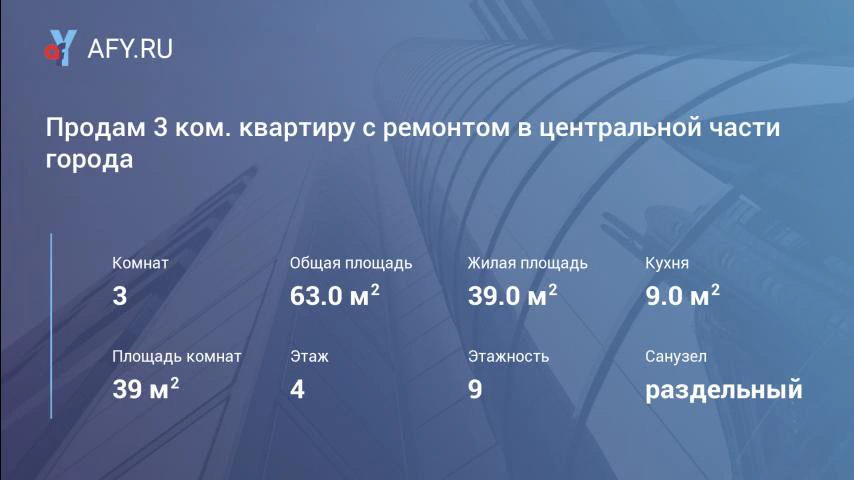 AFY.RU
Продам 3 ком. квартиру с ремонтом в центральной части
города
Комнат Общая площадь Жилая площадь Кухня
3 63.0 м² 39.0 м² 9.0 м²
Площадь комнат Этаж Этажность Санузел
39 м² 4 9 раздельный